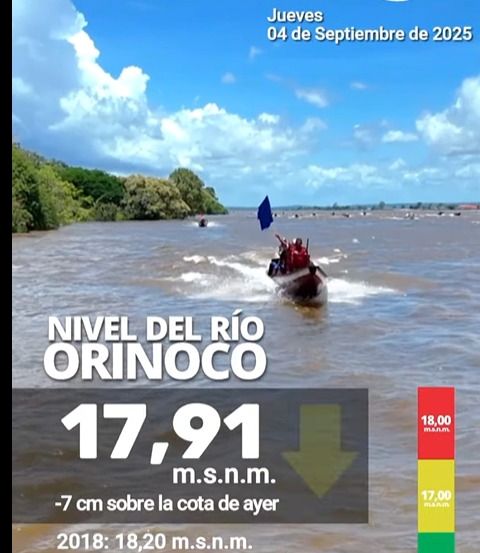 Jueves
04 de Septiembre de 2025
NIVEL DEL RÍO
ORINOCO
17,91
m.s.n.m.
-7 cm sobre la cota de ayer
2018: 18,20 m.s.n.m.
18,00
m.s.n.m.
17,00
m.s.n.m.